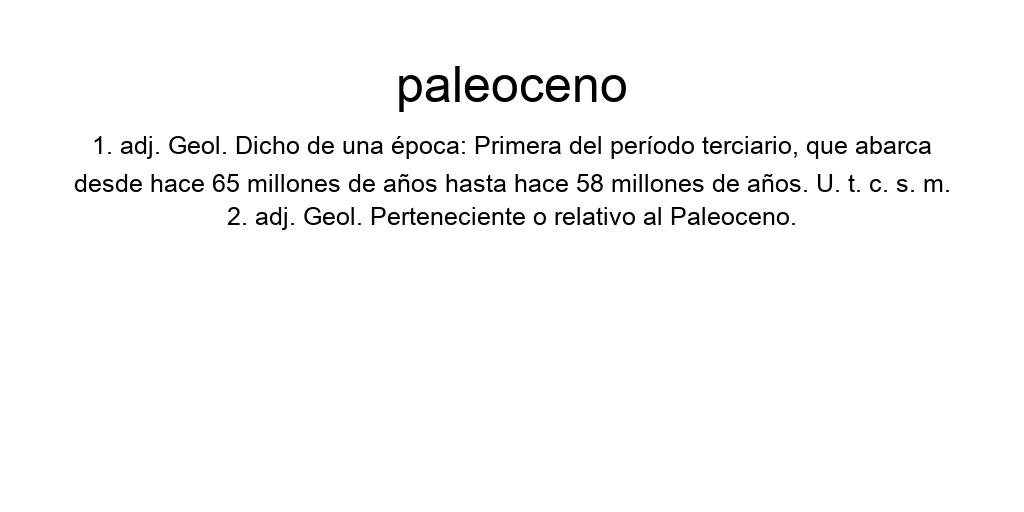 paleoceno
1. adj. Geol. Dicho de una época: Primera del período terciario, que abarca
desde hace 65 millones de años hasta hace 58 millones de años. U. t. c. s. m.
2. adj. Geol. Perteneciente o relativo al Paleoceno.